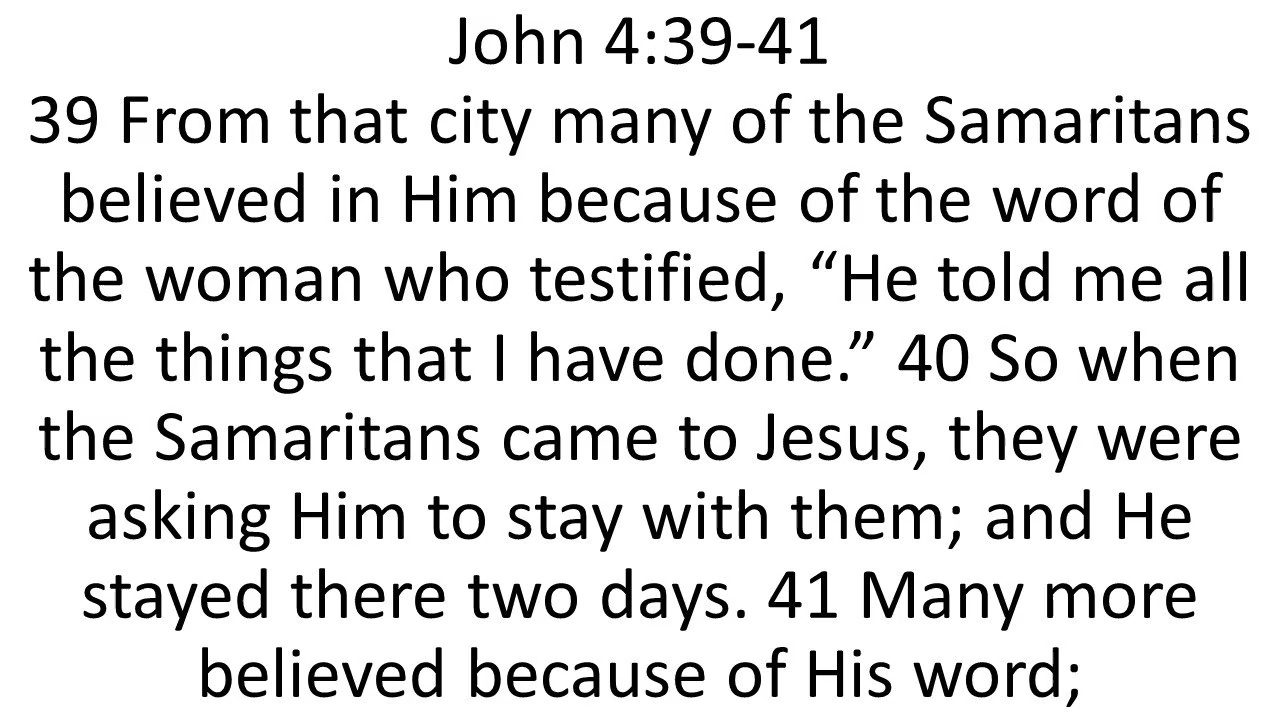 John 4:39-41
39 From that city many of the Samaritans
believed in Him because of the word of
the woman who testified, “He told me all
the things that I have done.” 40 So when
the Samaritans came to Jesus, they were
asking Him to stay with them; and He
stayed there two days. 41 Many more
believed because of His word;